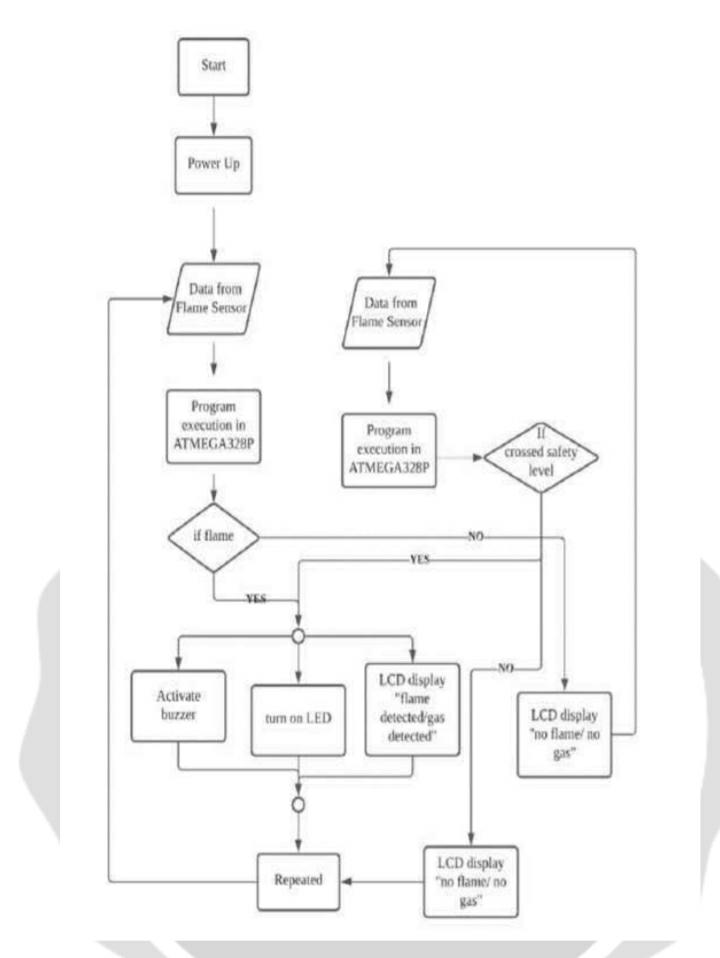 Start
Power Up
Data from
Flame Sensor
Data from
Flame Sensor
Program
execution in
ATMEGA328P
Program
execution in
ATMEGA328P
If
crossed safety
level
if flame
NO
YES
YES
NO
Activate
buzzer
turn on LED
LCD display
"flame
detected/gas
detected"
LCD display
"no flame/ no
gas"
Repeated
LCD display
"no flame/ no
gas"